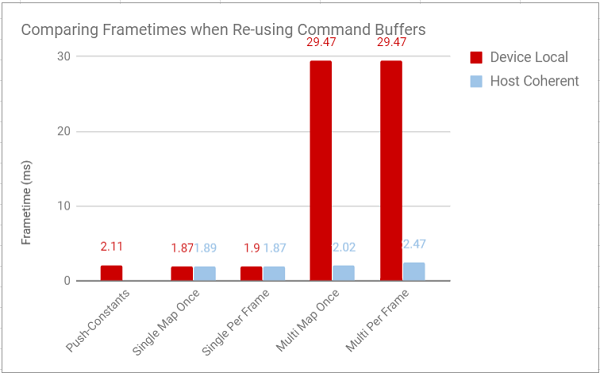 Comparing Frametimes when Re-using Command Buffers
Device Local
Host Coherent
Frametime (ms)
30
20
10
0
2.11
1.87 1.89
1.9 1.87
29.47 2.02
29.47 2.47
Push-Constants
Single Map Once
Single Per Frame
Multi Map Once
Multi Per Frame